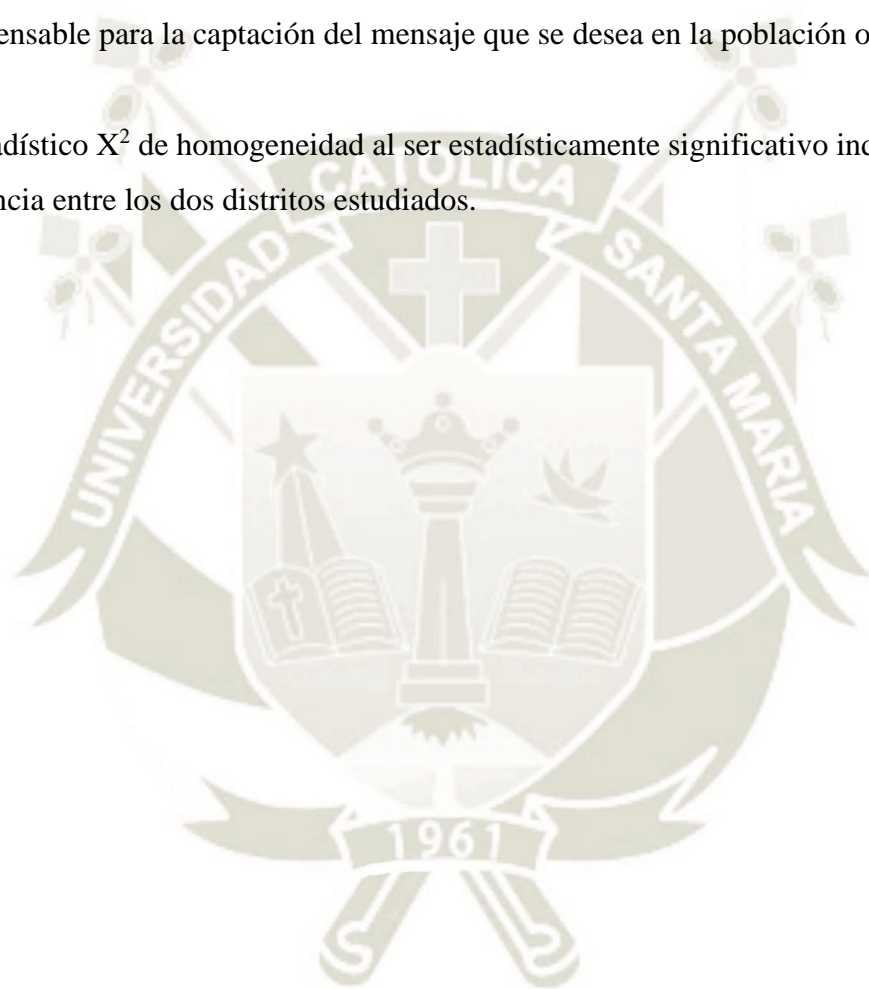 ensable para la captación del mensaje que se desea en la población o
adístico X² de homogeneidad al ser estadísticamente significativo
ncia entre los dos distritos estudiados.
CATOLICA
UNIVERSIDAD
SANTA MARIA
1961